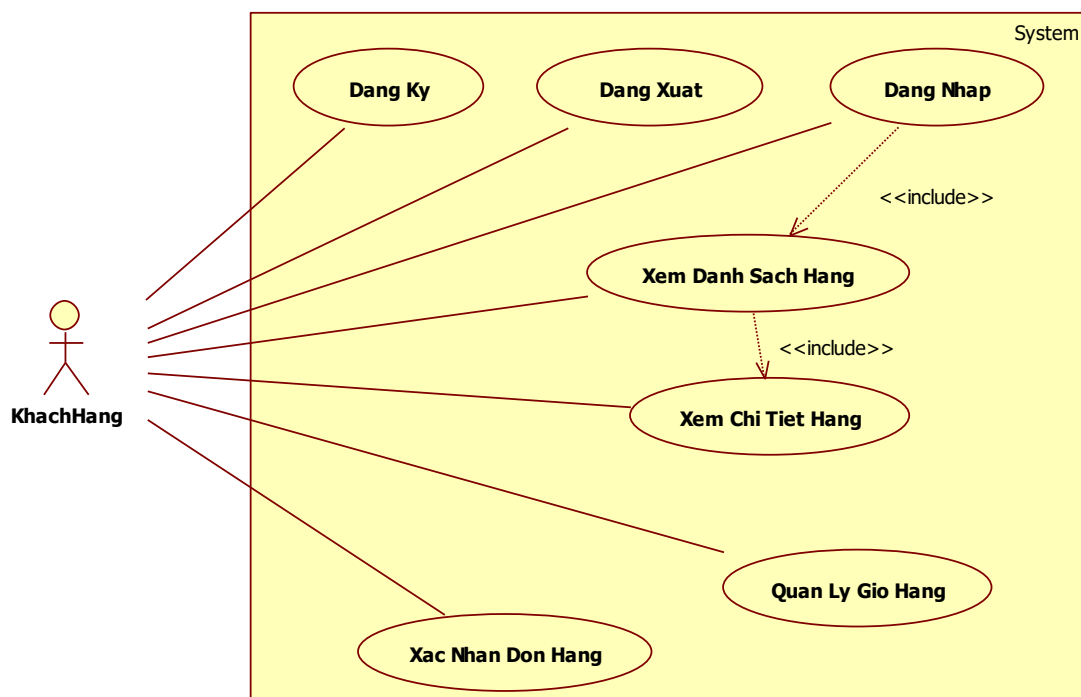 System
Dang Ky
Dang Xuat
Dang Nhap
<<include>>
Xem Danh Sach Hang
<<include>>
KhachHang
Xem Chi Tiet Hang
Quan Ly Gio Hang
Xac Nhan Don Hang